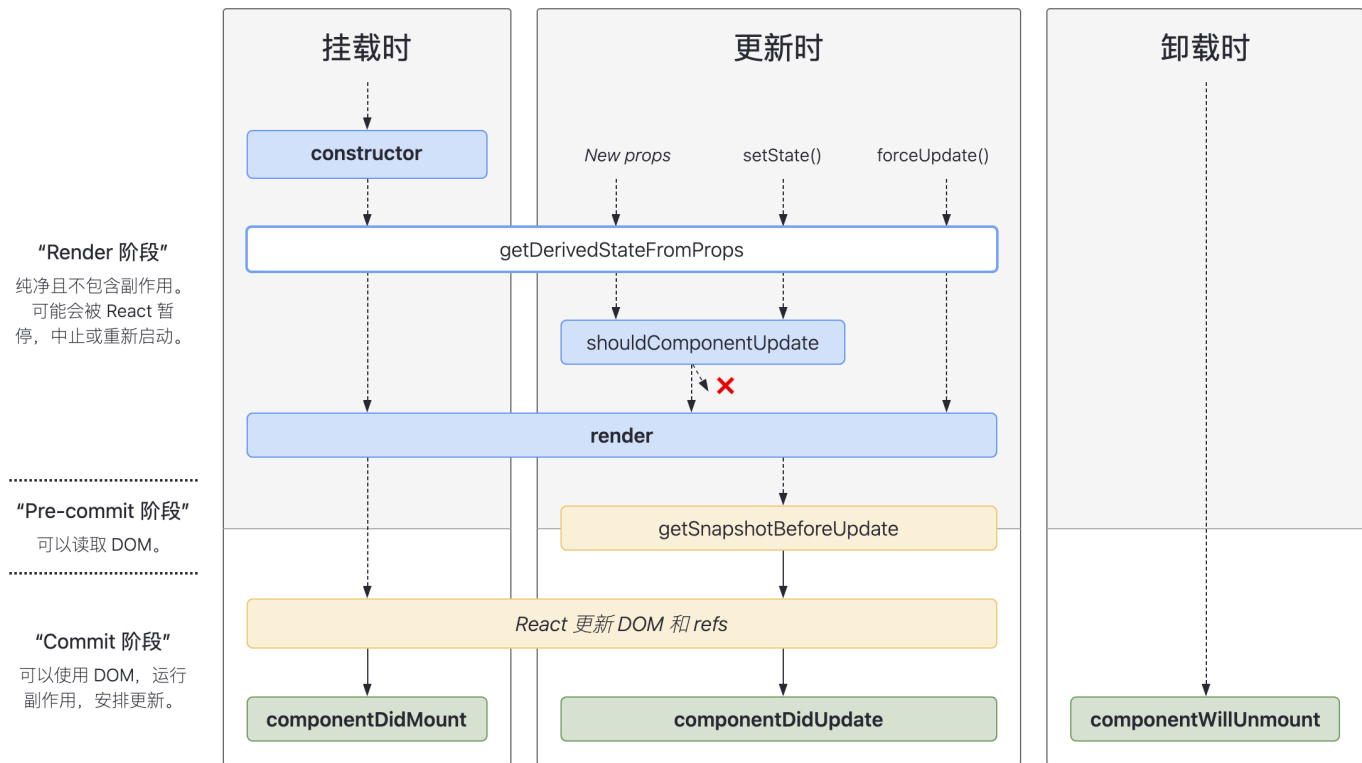 挂载时
更新时
卸载时
constructor
New props
setState()
forceUpdate()
“Render 阶段”
纯净且不包含副作用。
可能会被 React 暂
停，中止或重新启动。
getDerivedStateFromProps
shouldComponentUpdate
render
“Pre-commit 阶段”
可以读取 DOM。
getSnapshotBeforeUpdate
React 更新 DOM 和 refs
“Commit 阶段”
可以使用 DOM，运行
副作用，安排更新。
componentDidMount
componentDidUpdate
componentWillUnmount